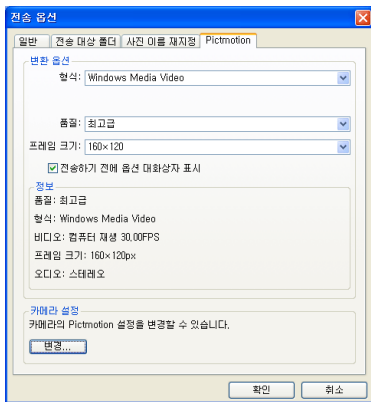 전송 옵션
일반 전송 대상 폴더 사진 이름 재지정 Pictmotion
변환 옵션
형식: Windows Media Video
품질: 최고급
프레임 크기: 160×120
전송하기 전에 옵션 대화상자 표시
정보
품질: 최고급
형식: Windows Media Video
비디오: 컴퓨터 재생 30,00FPS
프레임 크기: 160×120px
오디오: 스테레오
카메라 설정
카메라의 Pictmotion 설정을 변경할 수 있습니다.
변경...
확인 취소